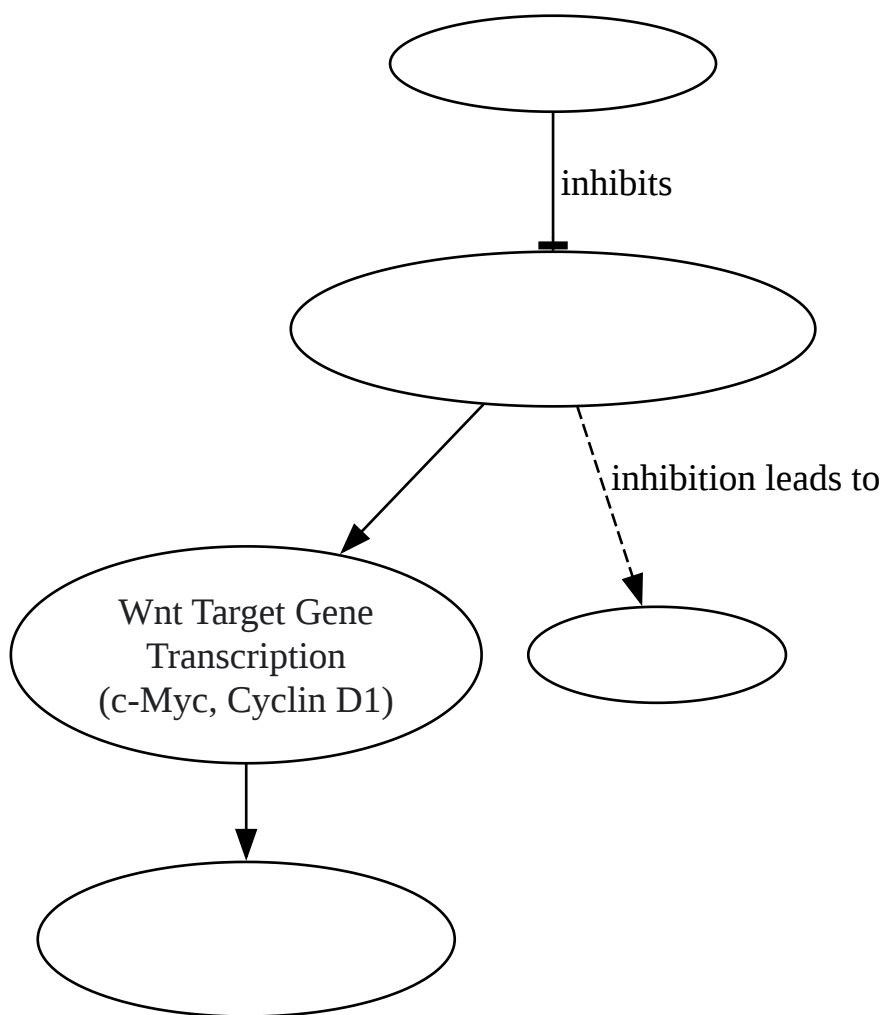 inhibits
inhibition leads to
Wnt Target Gene
Transcription
(c-Myc, Cyclin D1)